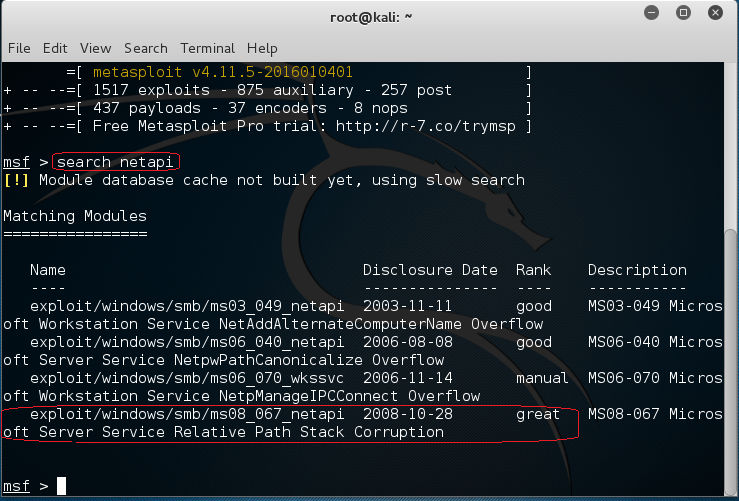 root@kali: ~
File Edit View Search Terminal Help
=[ metasploit v4.11.5-2016010401 ]
+ -- --=[ 1517 exploits - 875 auxiliary - 257 post ]
+ -- --=[ 437 payloads - 37 encoders - 8 nops ]
+ -- --=[ Free Metasploit Pro trial: http://r-7.co/trymsp ]
msf > search netapi
[!] Module database cache not built yet, using slow search
Matching Modules
================
Name Disclosure Date Rank Description
---- --------------- ---- -----------
exploit/windows/smb/ms03_049_netapi 2003-11-11 good MS03-049 Micros
oft Workstation Service NetAddAlternateComputerName Overflow
exploit/windows/smb/ms06_040_netapi 2006-08-08 good MS06-040 Micros
oft Server Service NetpwPathCanonicalize Overflow
exploit/windows/smb/ms06_070_wkssvc 2006-11-14 manual MS06-070 Micros
oft Workstation Service NetpManageIPCConnect Overflow
exploit/windows/smb/ms08_067_netapi 2008-10-28 great MS08-067 Micros
oft Server Service Relative Path Stack Corruption
msf >